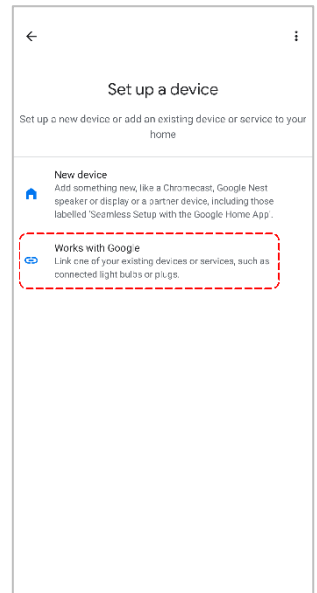 Set up a device
Set up a new device or add an existing device or service to your
home
New device
Add something new, like a Chromecast, Google Nest
speaker or display or a partner device, including those
labelled 'Seamless Setup with the Google Home App'.
Works with Google
Link one of your existing devices or services, such as
connected light bulbs or plugs.